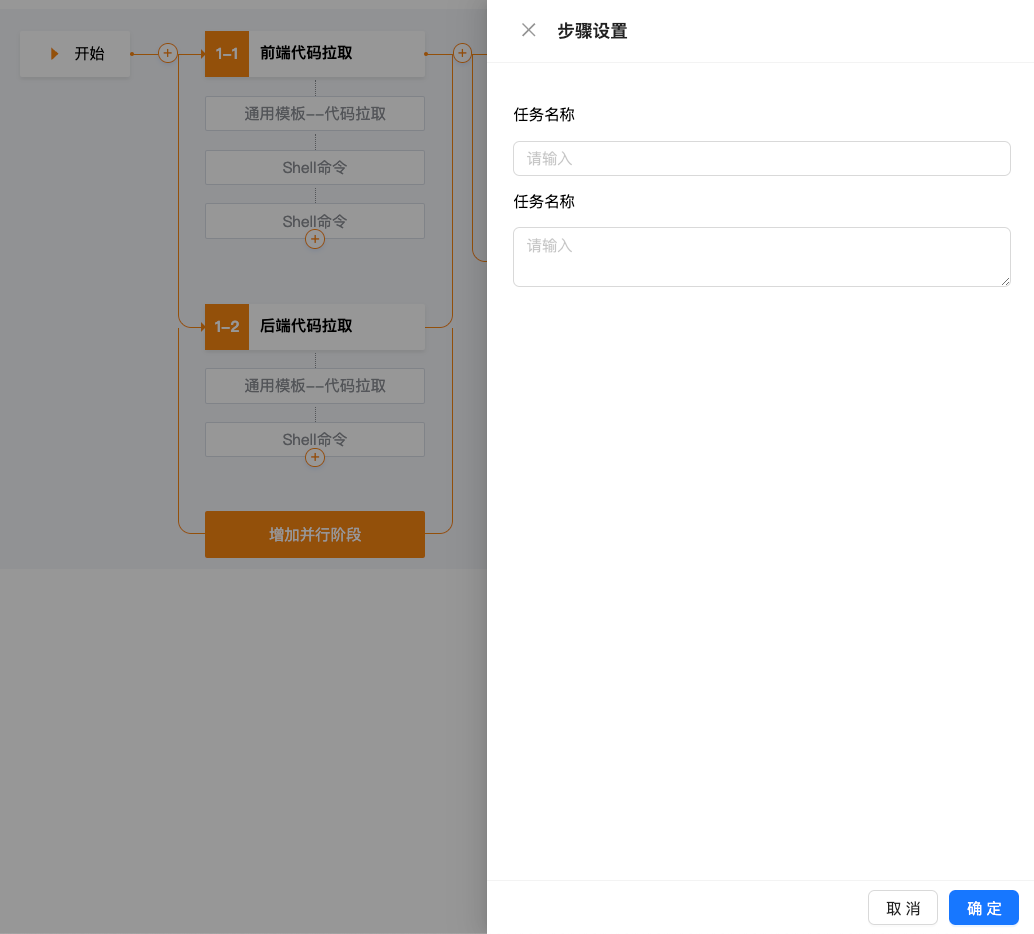 开始
1-1 前端代码拉取
通用模板--代码拉取
Shell命令
Shell命令
1-2 后端代码拉取
通用模板--代码拉取
Shell命令
增加并行阶段
步骤设置
任务名称
请输入
任务名称
请输入
取 消 确 定